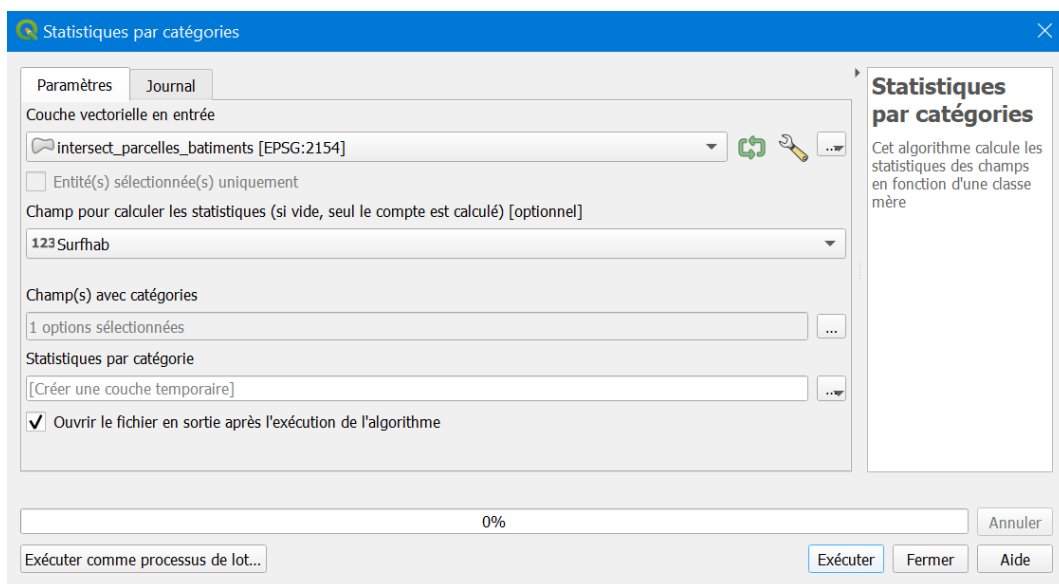 Statistiques par catégories
Paramètres
Journal
Couche vectorielle en entrée
intersect_parcelles_batiments [EPSG:2154]
...
Entité(s) sélectionnée(s) uniquement
Champ pour calculer les statistiques (si vide, seul le compte est calculé) [optionnel]
123 Surfhab
Champ(s) avec catégories
1 options sélectionnées
...
Statistiques par catégorie
[Créer une couche temporaire]
...
Ouvrir le fichier en sortie après l'exécution de l'algorithme
Statistiques
par catégories
Cet algorithme calcule les
statistiques des champs
en fonction d'une classe
mère
0%
Annuler
Exécuter comme processus de lot...
Exécuter
Fermer
Aide